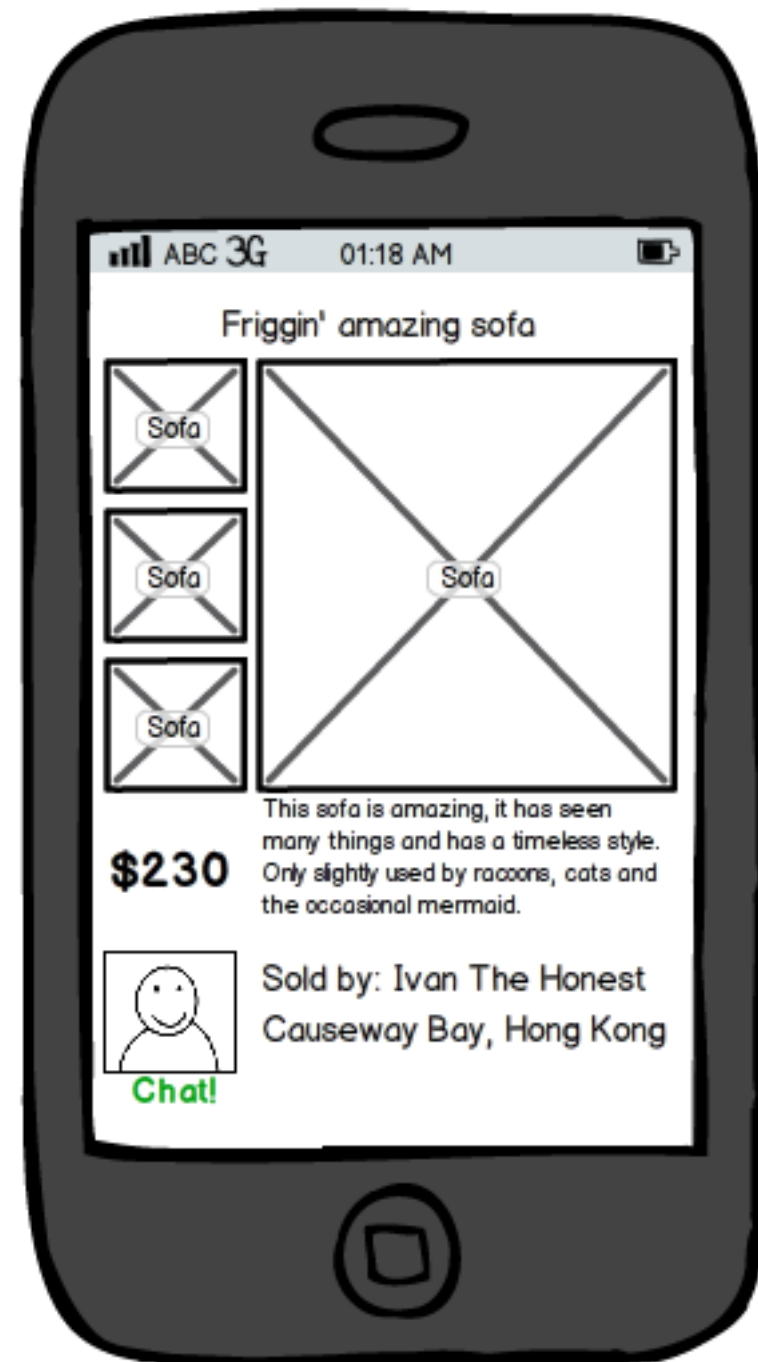 ABC 3G 01:18 AM
Friggin' amazing sofa
Sofa
Sofa
Sofa
Sofa
This sofa is amazing, it has seen
many things and has a timeless style.
Only slightly used by racoons, cats and
the occasional mermaid.
$230
Sold by: Ivan The Honest
Causeway Bay, Hong Kong
Chat!